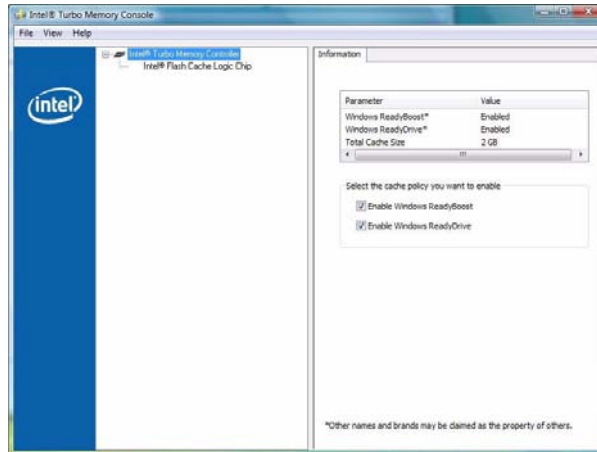 Intel® Turbo Memory Console
File View Help
intel
Intel® Turbo Memory Controller
Intel® Flash Cache Logic Chip
Information
Parameter Value
Windows ReadyBoost* Enabled
Windows ReadyDrive* Enabled
Total Cache Size 2 GB
Select the cache policy you want to enable
Enable Windows ReadyBoost
Enable Windows ReadyDrive
*Other names and brands may be claimed as the property of others.